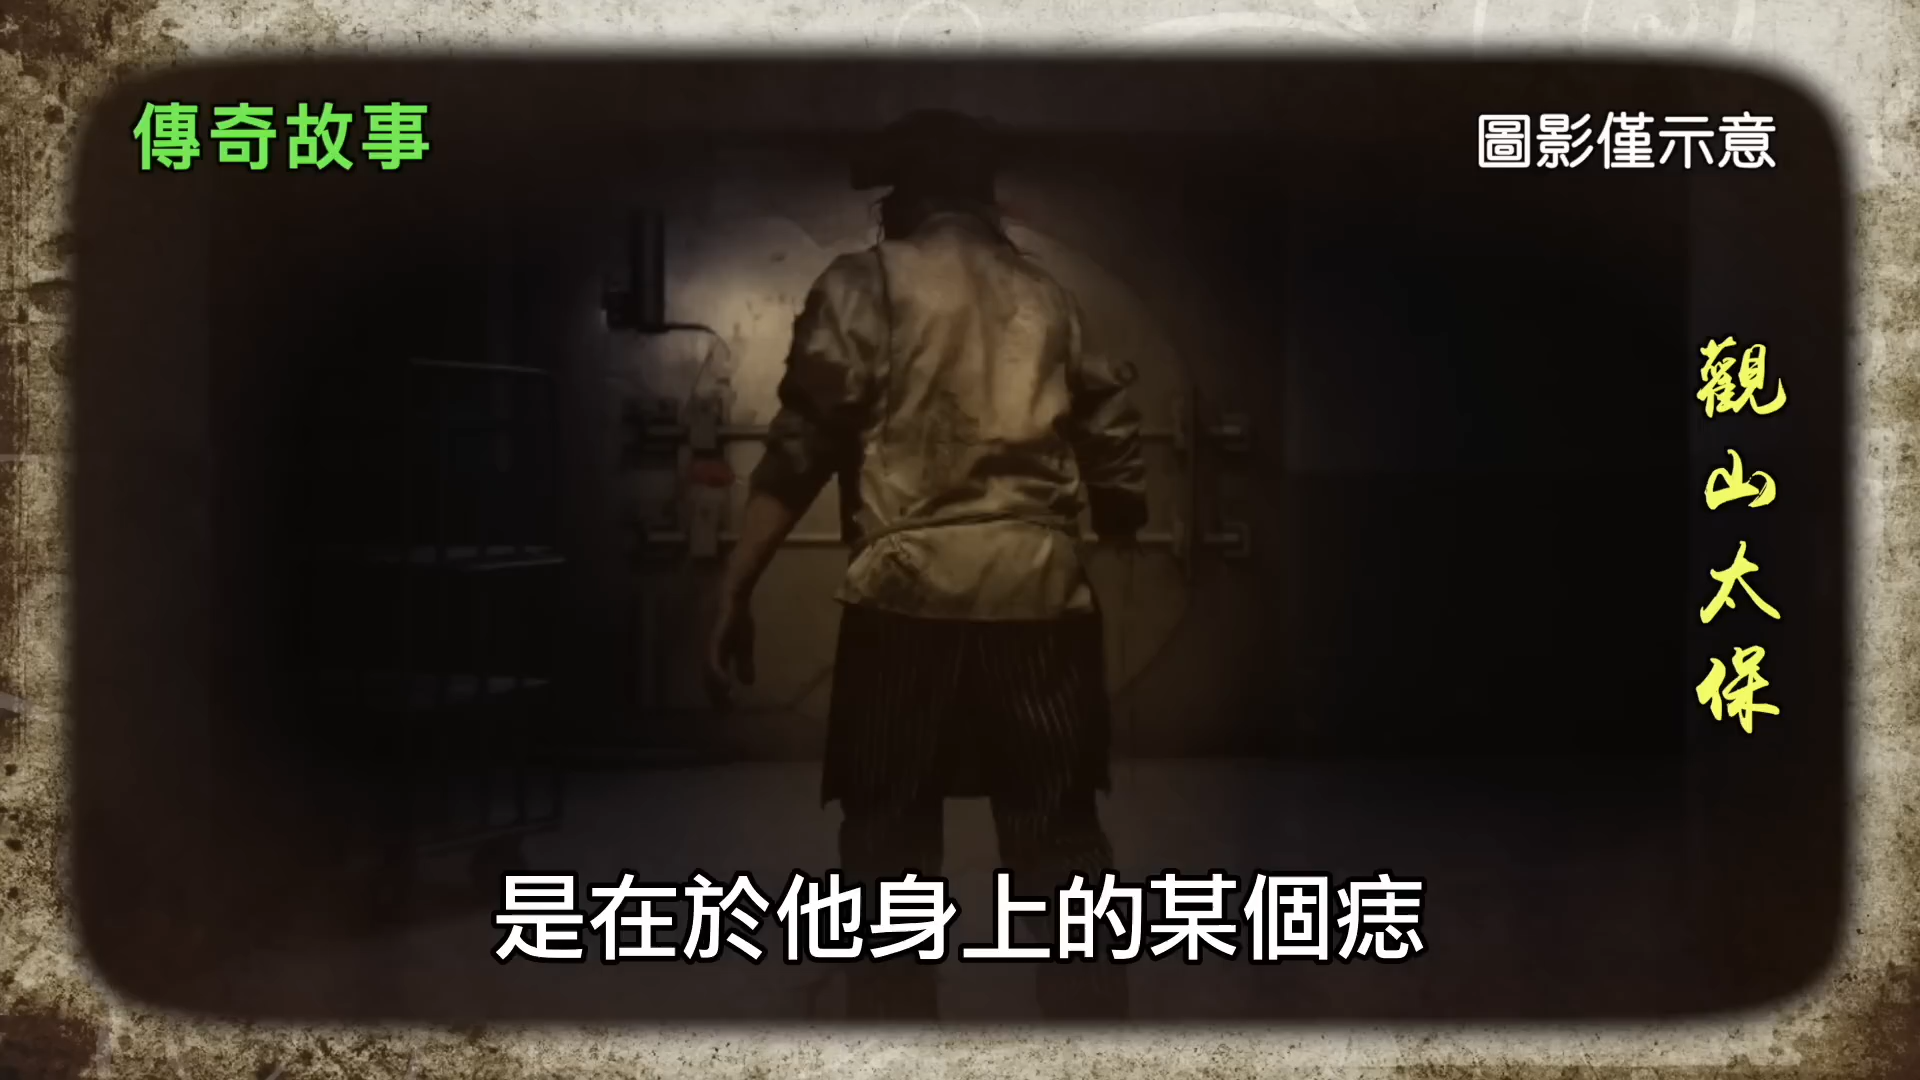 傳奇故事
圖影僅示意
觀山太保
是在於他身上的某個痣